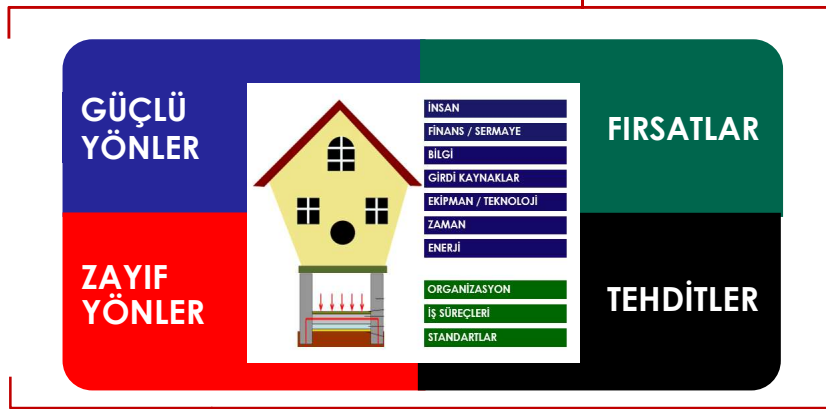 GÜÇLÜ
YÖNLER
ZAYIF
YÖNLER
İNSAN
FİNANS / SERMAYE
BİLGİ
GİRDİ KAYNAKLAR
EKİPMAN / TEKNOLOJİ
ZAMAN
ENERJİ
ORGANİZASYON
İŞ SÜREÇLERİ
STANDARTLAR
FIRSATLAR
TEHDİTLER